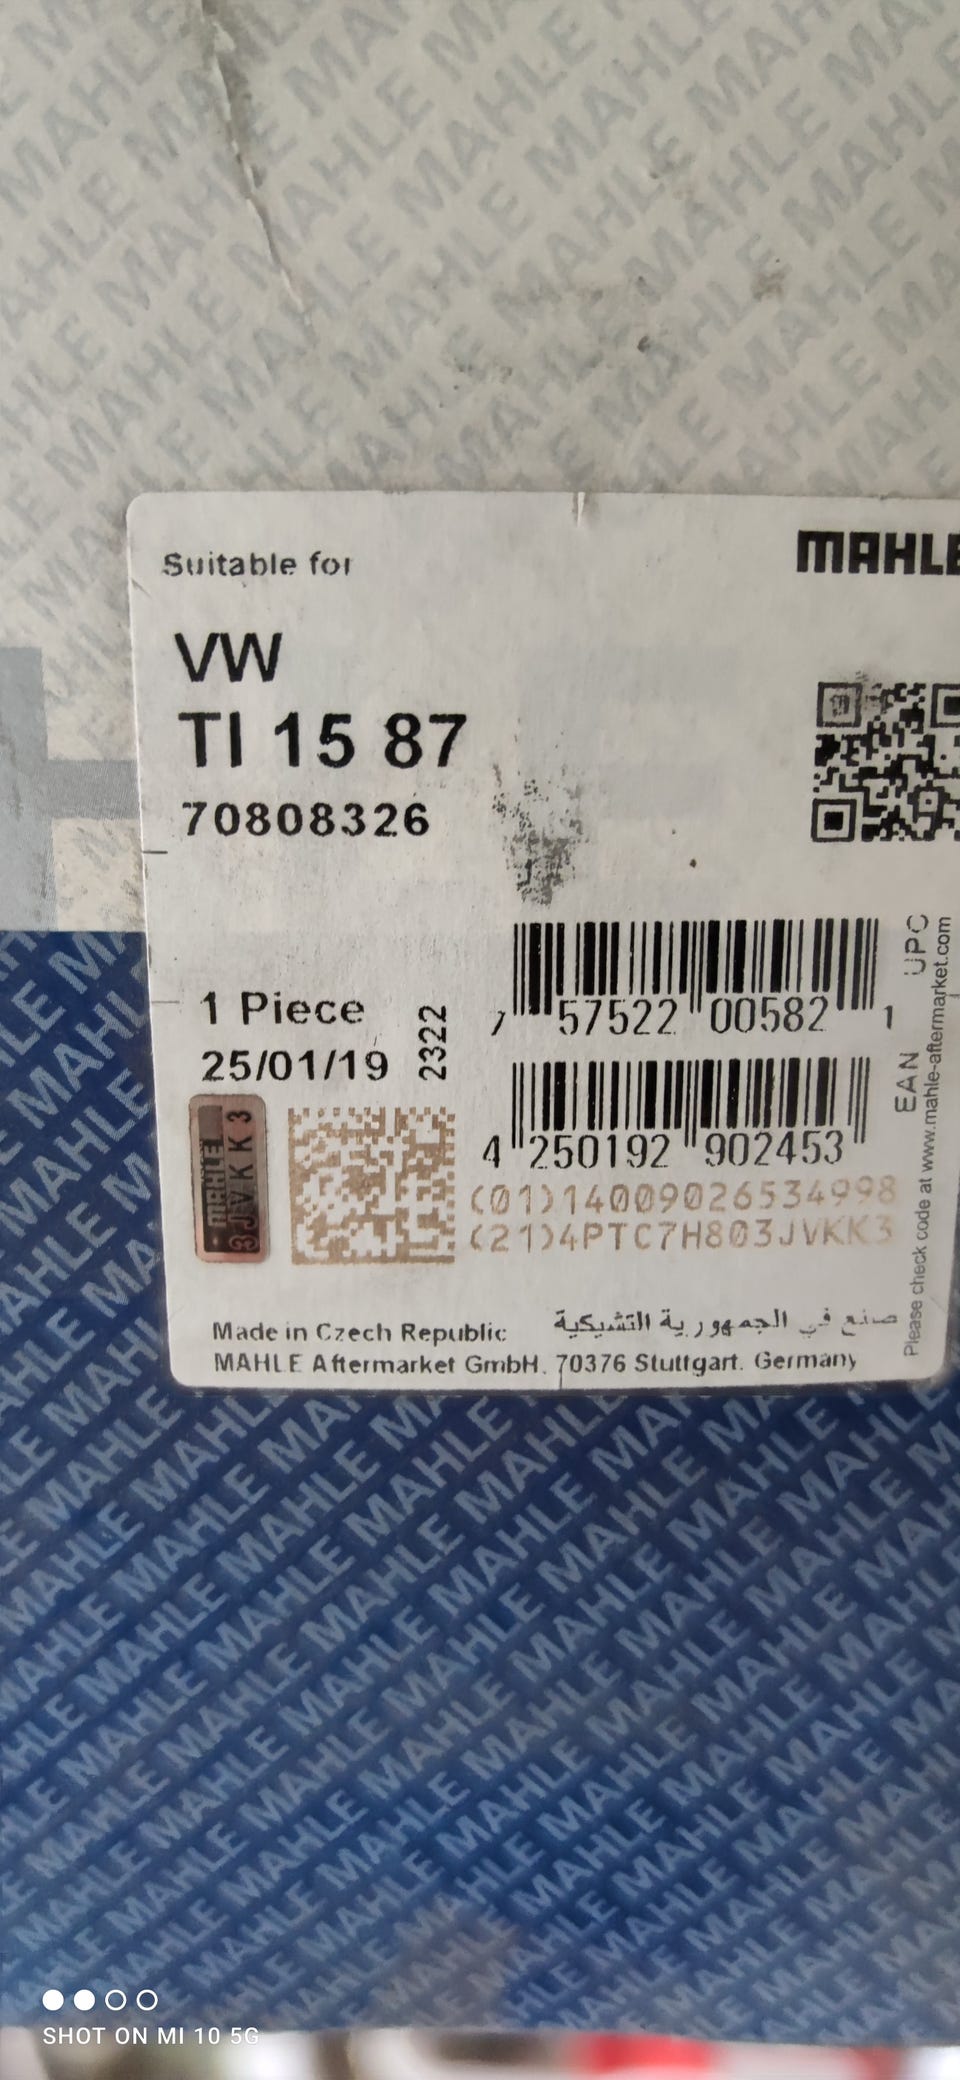 Suitable for
MAHLE
VW
TI 15 87
70808326
7 57522 00582 1
UPC
1 Piece
25/01/19
2322
4 250192 902453
EAN
(01)14009026534998
(21)4PTC7H803JVKK3
MAHLE
3JVKK3
Please check code at www.mahle-aftermarket.com
Made in Czech Republic
صنع في الجمهورية التشيكية
MAHLE Aftermarket GmbH. 70376 Stuttgart. Germany
SHOT ON MI 10 5G